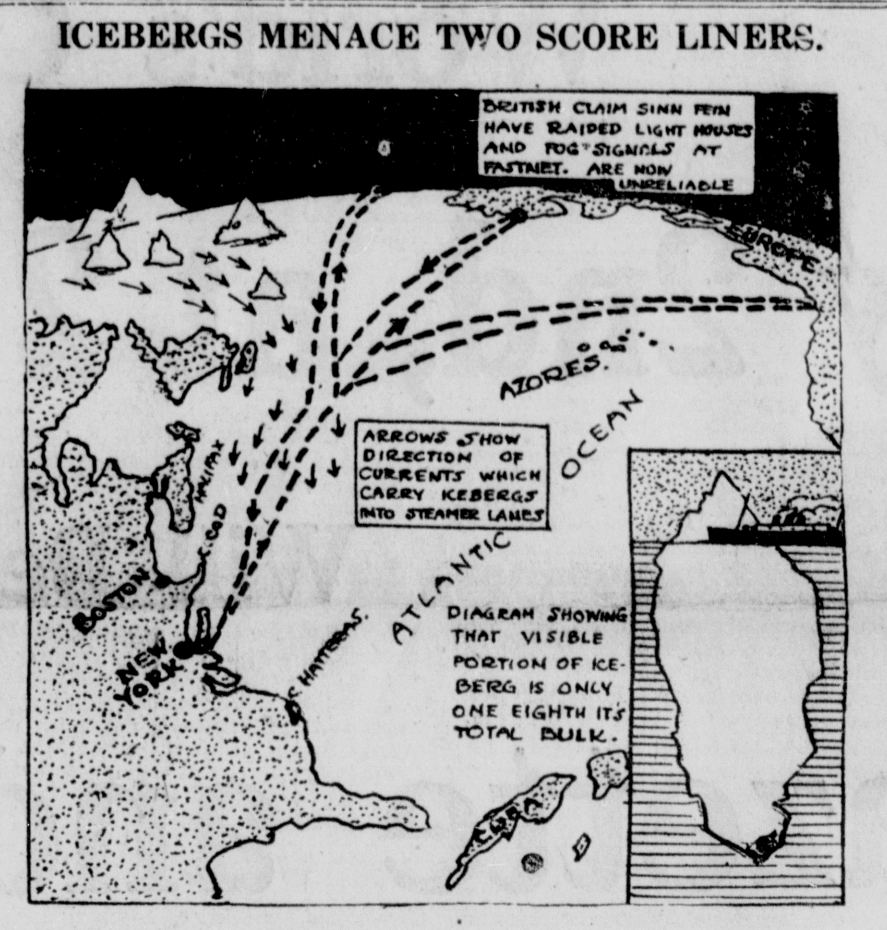 ICEBERGS MENACE TWO SCORE LINERS.
BRITISH CLAIM SINN FEIN
HAVE RAIDED LIGHT HOUSES
AND FOG SIGNALS AT
FASTNET. ARE NOW
UNRELIABLE
EUROPE
AZORES
OCEAN
ATLANTIC
ARROWS SHOW
DIRECTION OF
CURRENTS WHICH
CARRY ICEBERGS
INTO STEAMER LANES
HALIFAX
C. COD
BOSTON
NEW
YORK
HATTERAS
DIAGRAM SHOWING
THAT VISIBLE
PORTION OF ICE-
BERG IS ONLY
ONE EIGHTH ITS
TOTAL BULK.
CUBA